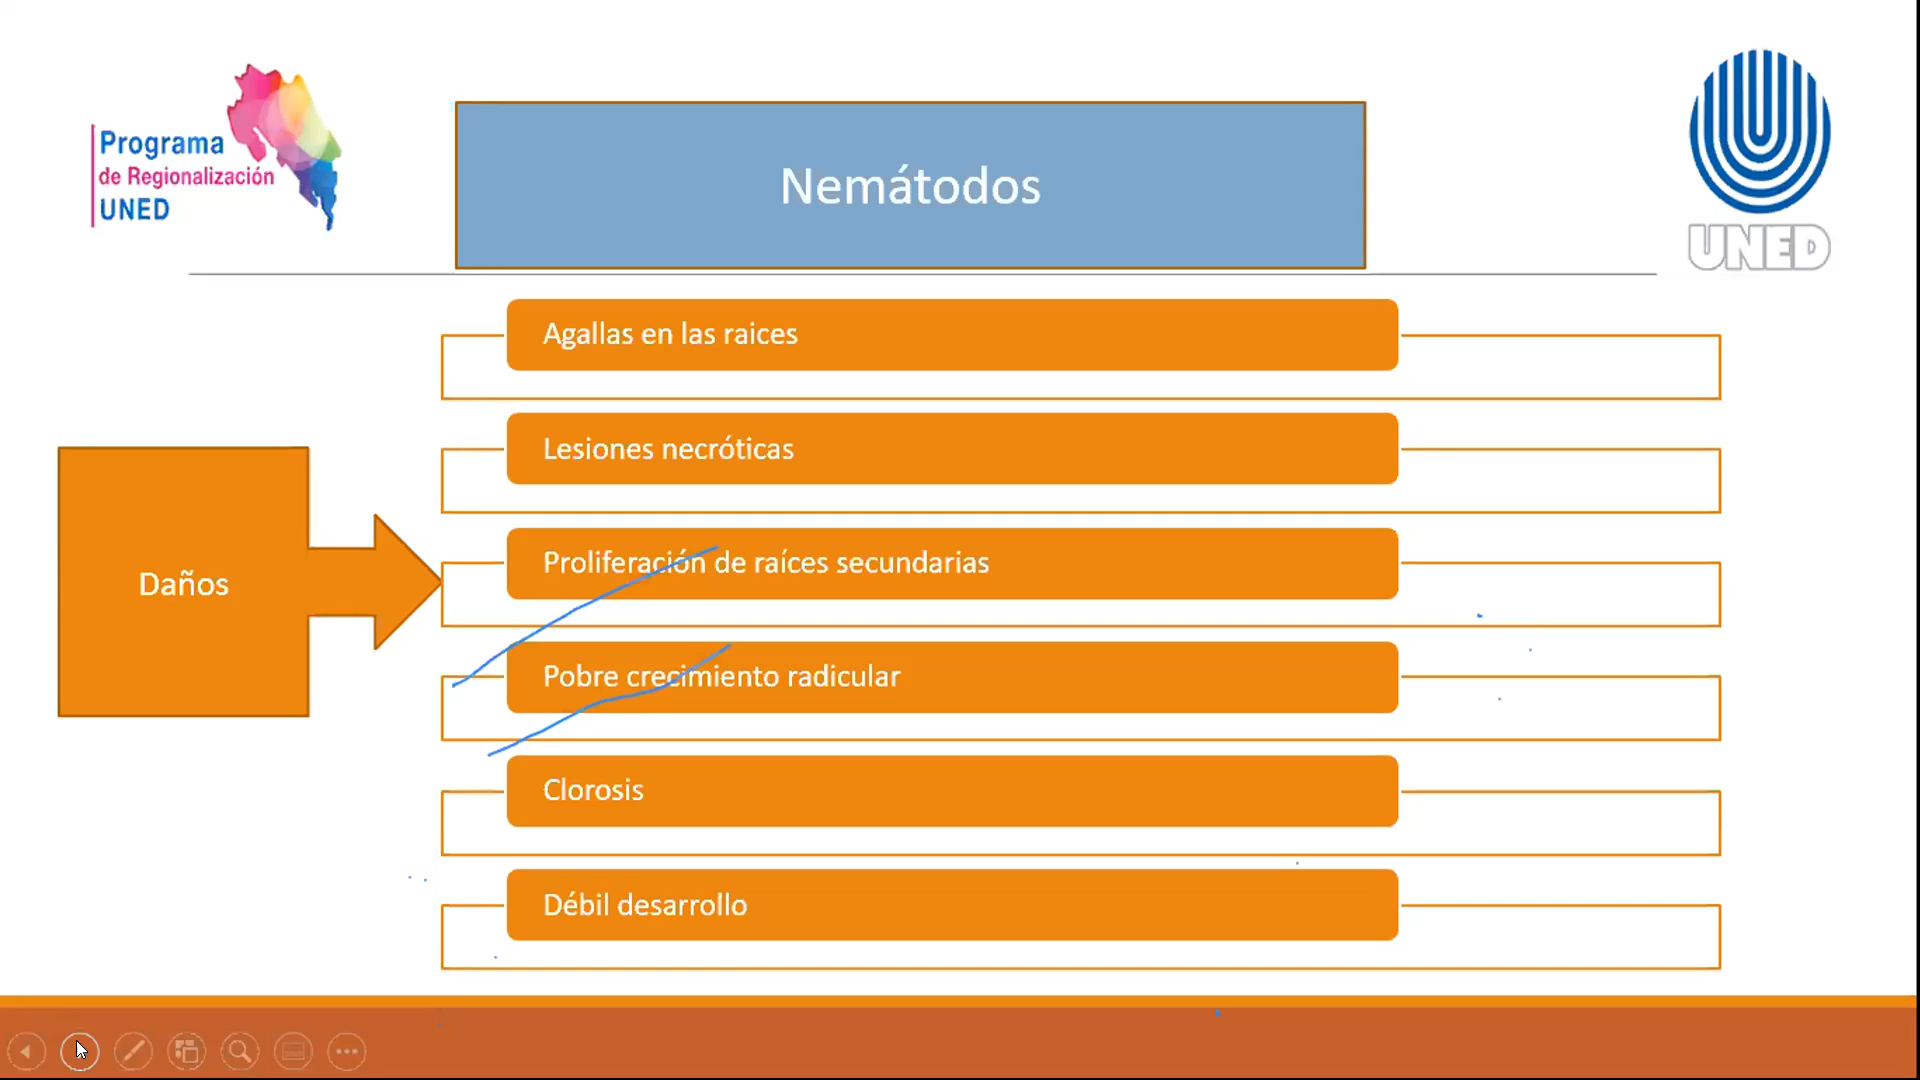 Programa
de Regionalización
UNED
Nemátodos
UNED
Daños
Agallas en las raices
Lesiones necróticas
Proliferación de raíces secundarias
Pobre crecimiento radicular
Clorosis
Débil desarrollo